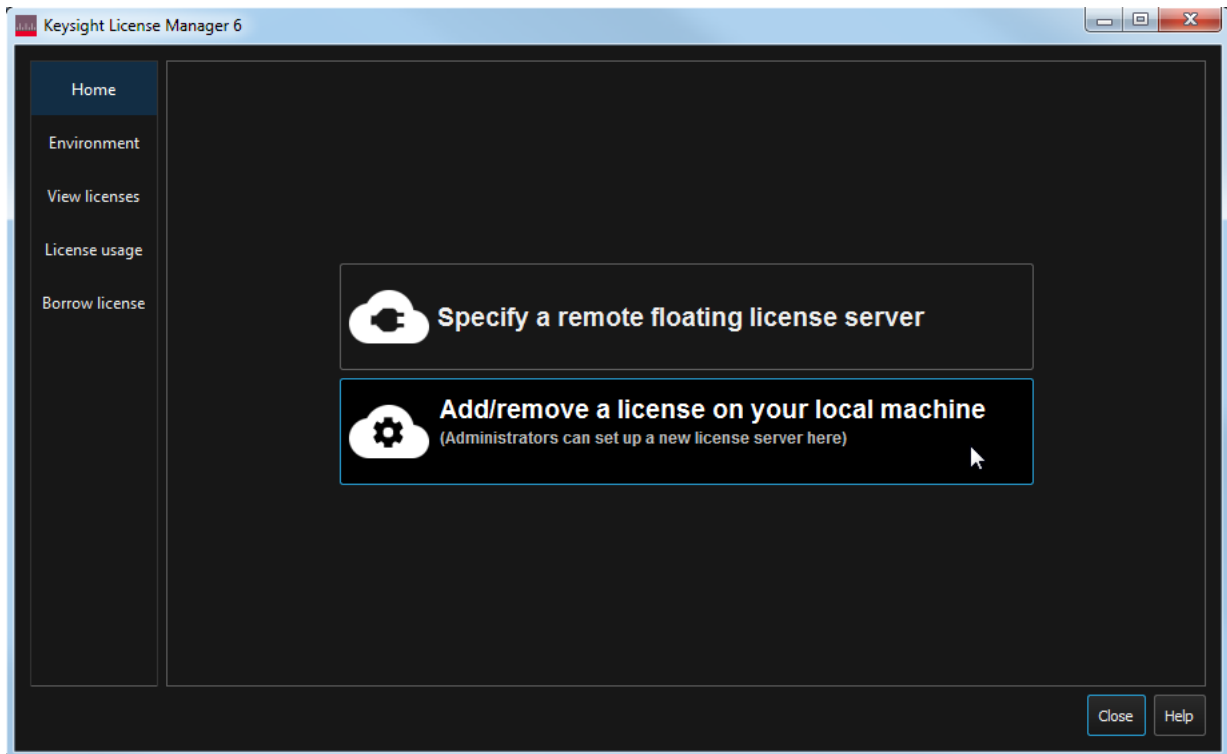 Keysight License Manager 6
Home
Environment
View licenses
License usage
Borrow license
Specify a remote floating license server
Add/remove a license on your local machine
(Administrators can set up a new license server here)
Close
Help